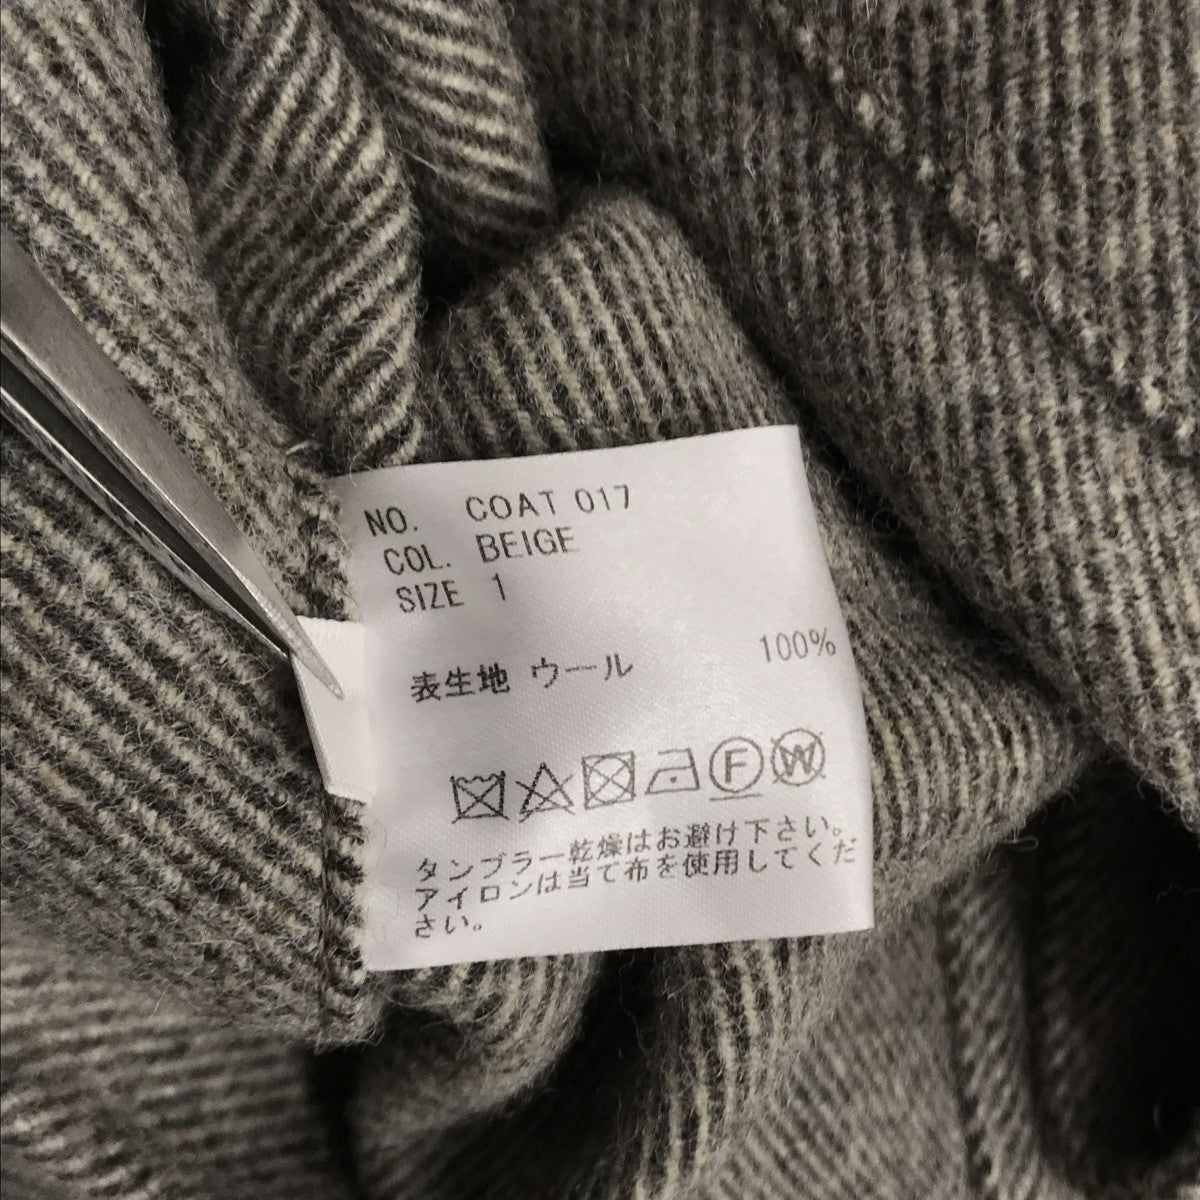 NO. COAT 017
COL. BEIGE
SIZE 1
表生地 ウール 100%
F W
タンブラー乾燥はお避け下さい。
アイロンは当て布を使用してくだ
さい。